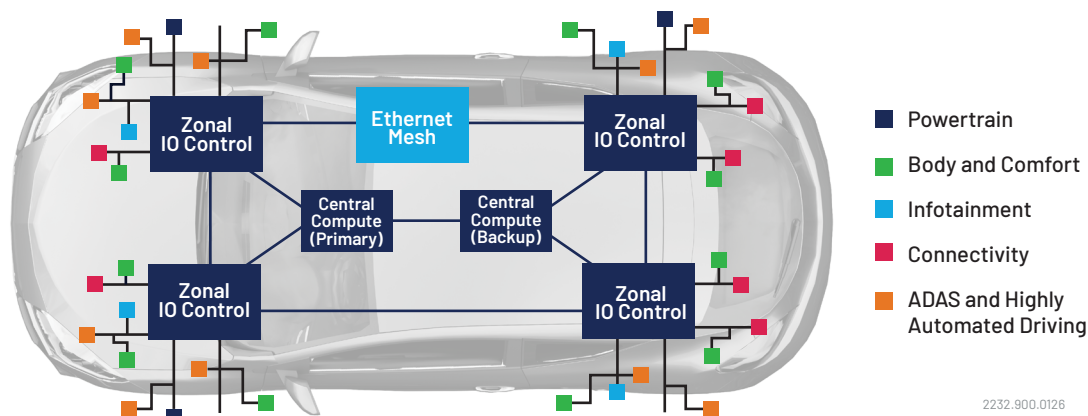 Zonal
IO Control
Ethernet
Mesh
Zonal
IO Control
Central
Compute
(Primary)
Central
Compute
(Backup)
Zonal
IO Control
Zonal
IO Control
Powertrain
Body and Comfort
Infotainment
Connectivity
ADAS and Highly
Automated Driving
2232.900.0126